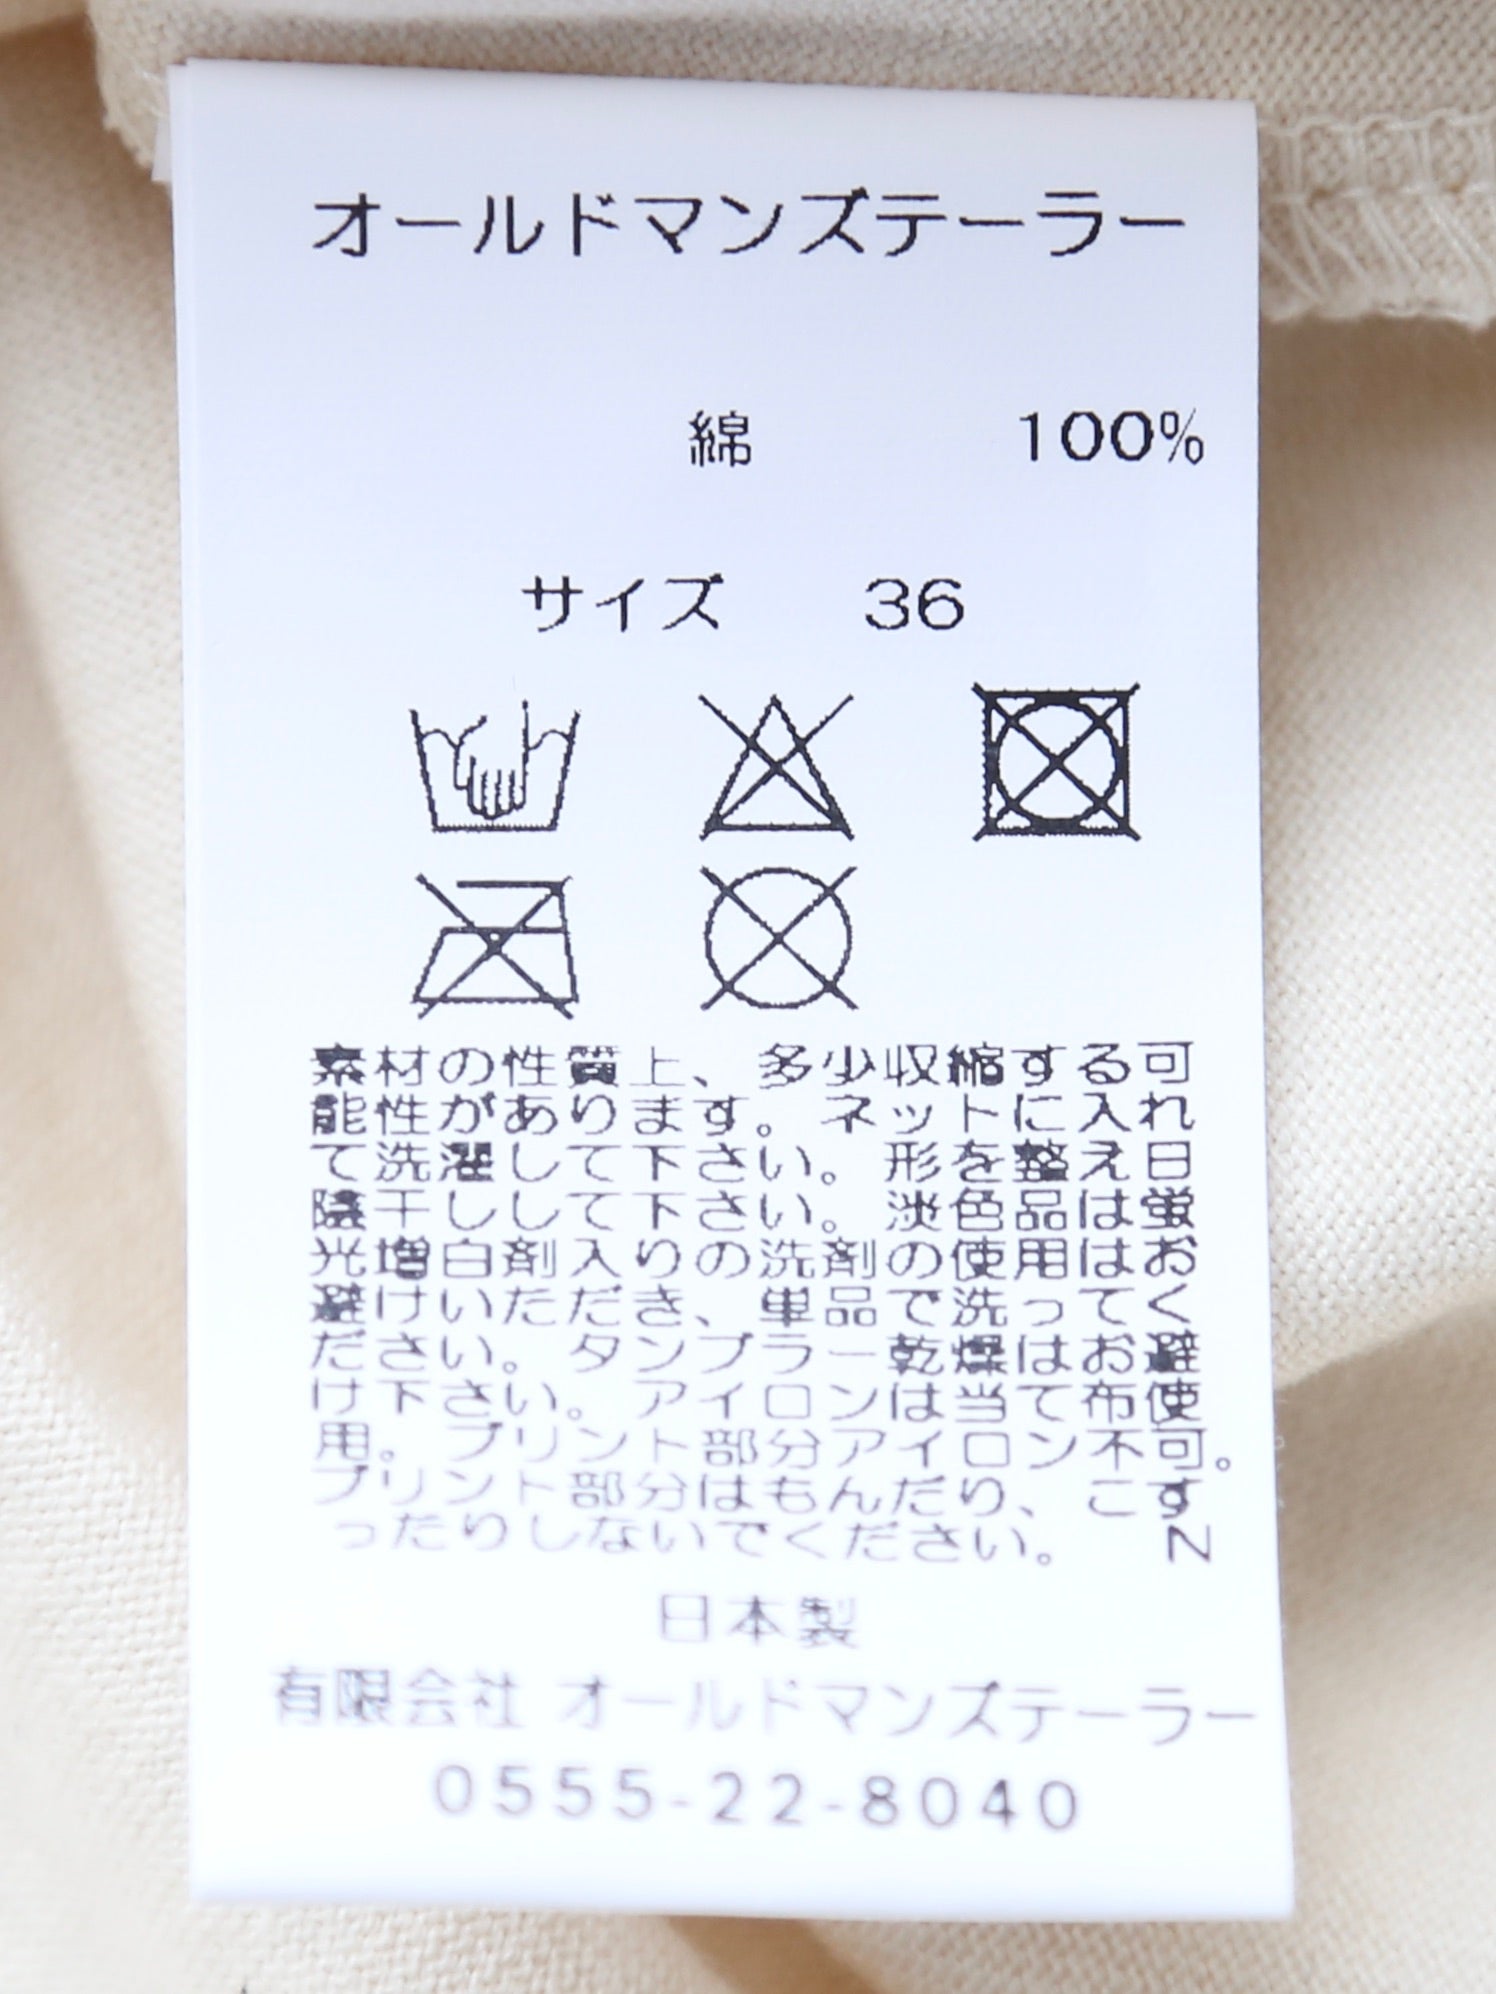 オールドマンズテーラー
綿 100%
サイズ 36
素材の性質上、多少収縮する可
能性があります。ネットに入れ
て洗濯して下さい。形を整え日
陰干しして下さい。淡色品は蛍
光増白剤入りの洗剤の使用はお
避けいただき、単品で洗ってく
ださい。タンブラー乾燥はお避
け下さい。アイロンは当て布使
用。プリント部分アイロン不可。
プリント部分はもんだり、こす
ったりしないでください。 N
日本製
有限会社 オールドマンズテーラー
0555-22-8040